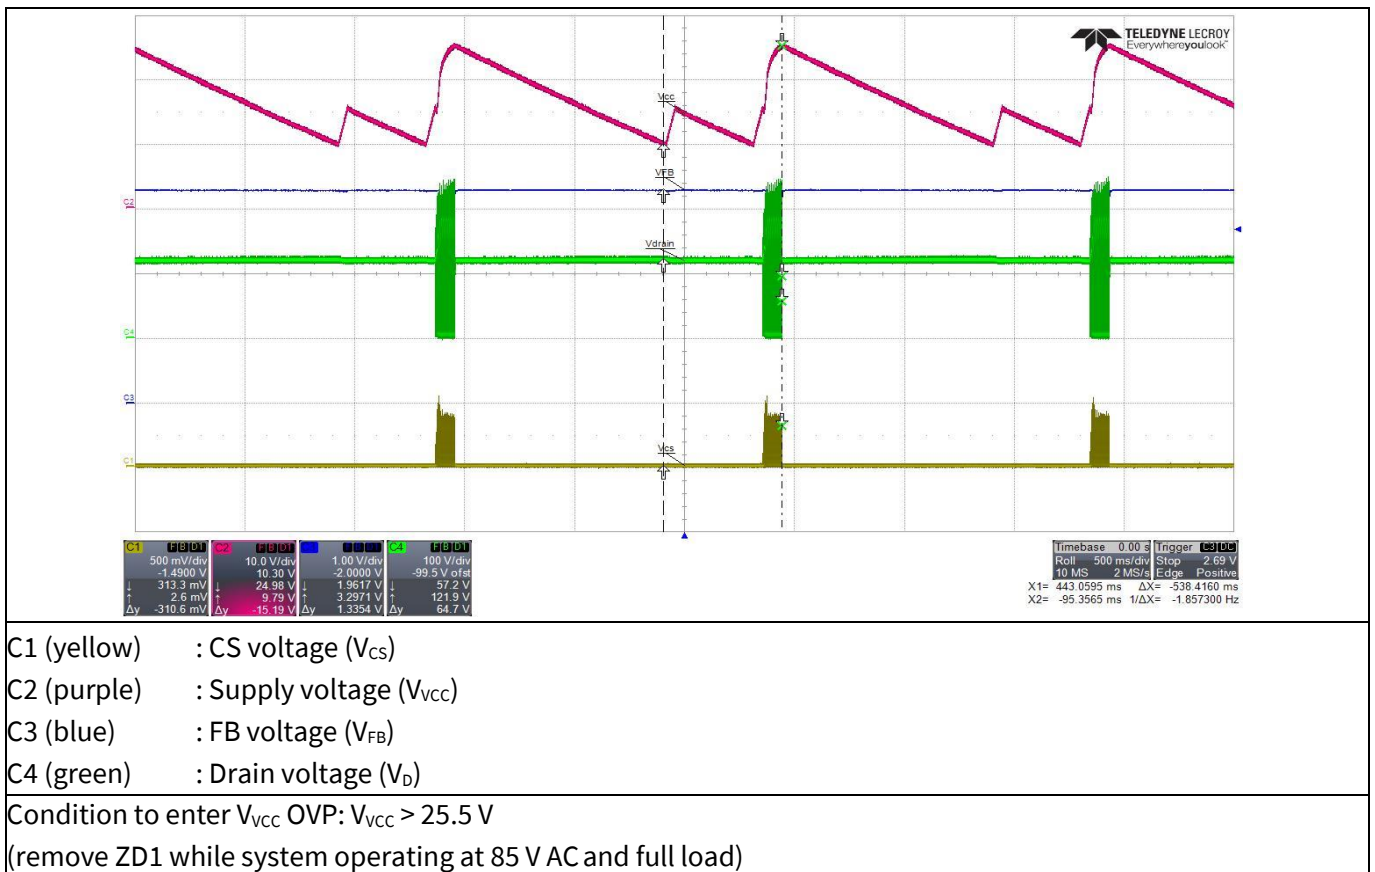 TELEDYNE LECROY
Everywhereyoulook™
Vcc
VFB
C2
Vdrain
C4
C3
Vcs
C1
C1 F B D1
500 mV/div
-1.4900 V
↓ 313.3 mV
↑ 2.6 mV
Δy -310.6 mV
C2 F B D1
10.0 V/div
10.30 V
↓ 24.98 V
↑ 9.79 V
Δy -15.19 V
1.00 V/div
-2.0000 V
↓ 1.9617 V
↑ 3.2971 V
Δy 1.3354 V
C4 F B D1
100 V/div
-99.5 V ofst
↓ 57.2 V
↑ 121.9 V
Δy 64.7 V
Timebase 0.00 s
Roll 500 ms/div
10 MS 2 MS/s
Trigger C3 DC
Stop 2.69 V
Edge Positive
X1= 443.0595 ms ΔX= -538.4160 ms
X2= -95.3565 ms 1/ΔX= -1.857300 Hz
C1 (yellow) : CS voltage (VCS)
C2 (purple) : Supply voltage (VVCC)
C3 (blue) : FB voltage (VFB)
C4 (green) : Drain voltage (VD)
Condition to enter VVCC OVP: VVCC > 25.5 V
(remove ZD1 while system operating at 85 V AC and full load)